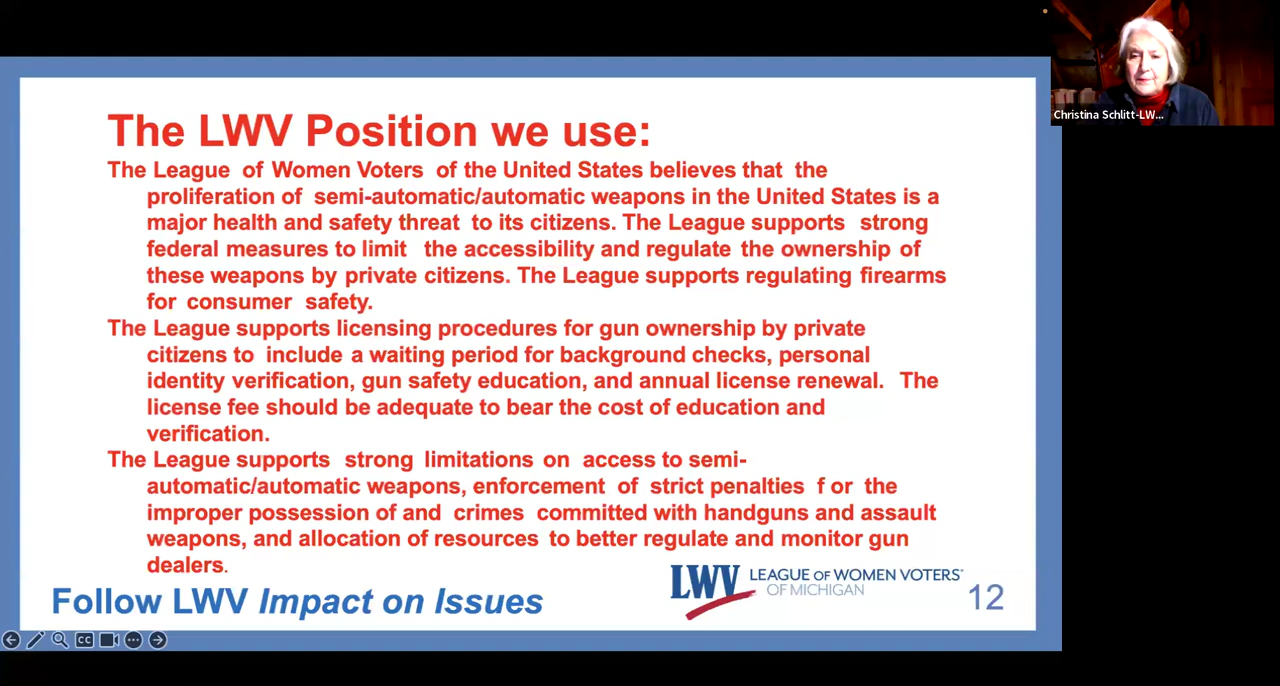 The LWV Position we use:
The League of Women Voters of the United States believes that the
proliferation of semi-automatic/automatic weapons in the United States is a
major health and safety threat to its citizens. The League supports strong
federal measures to limit the accessibility and regulate the ownership of
these weapons by private citizens. The League supports regulating firearms
for consumer safety.
The League supports licensing procedures for gun ownership by private
citizens to include a waiting period for background checks, personal
identity verification, gun safety education, and annual license renewal. The
license fee should be adequate to bear the cost of education and
verification.
The League supports strong limitations on access to semi-
automatic/automatic weapons, enforcement of strict penalties f or the
improper possession of and crimes committed with handguns and assault
weapons, and allocation of resources to better regulate and monitor gun
dealers.
Follow LWV Impact on Issues
LWV LEAGUE OF WOMEN VOTERS®
OF MICHIGAN
12
CC
Christina Schlitt-LW...